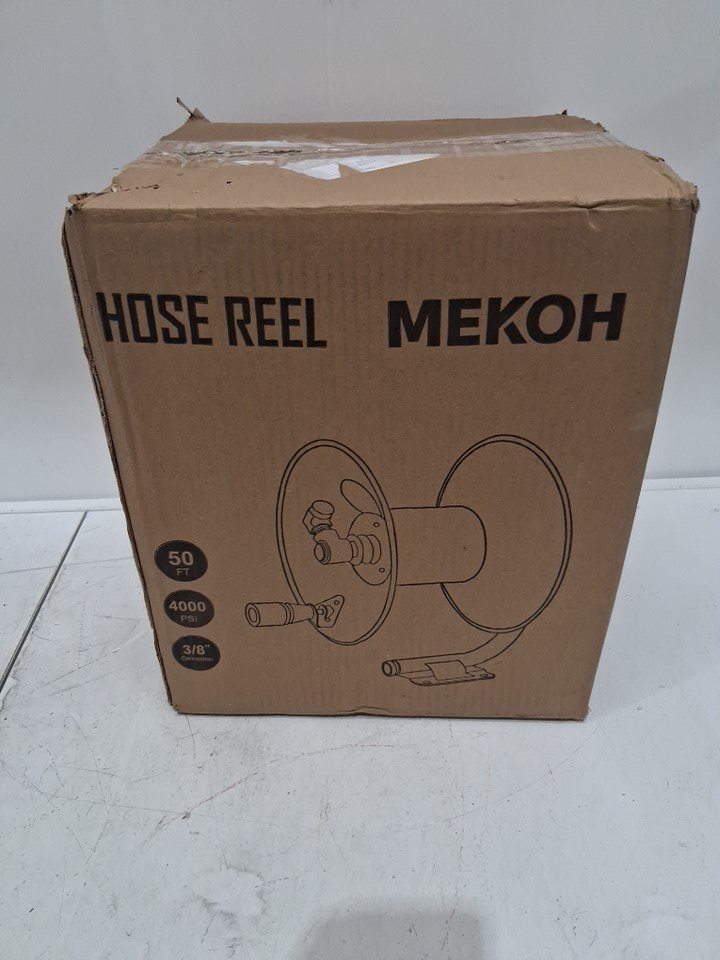 HOSE REEL MEKOH
50
FT
4000
PSI
3/8"
Connection